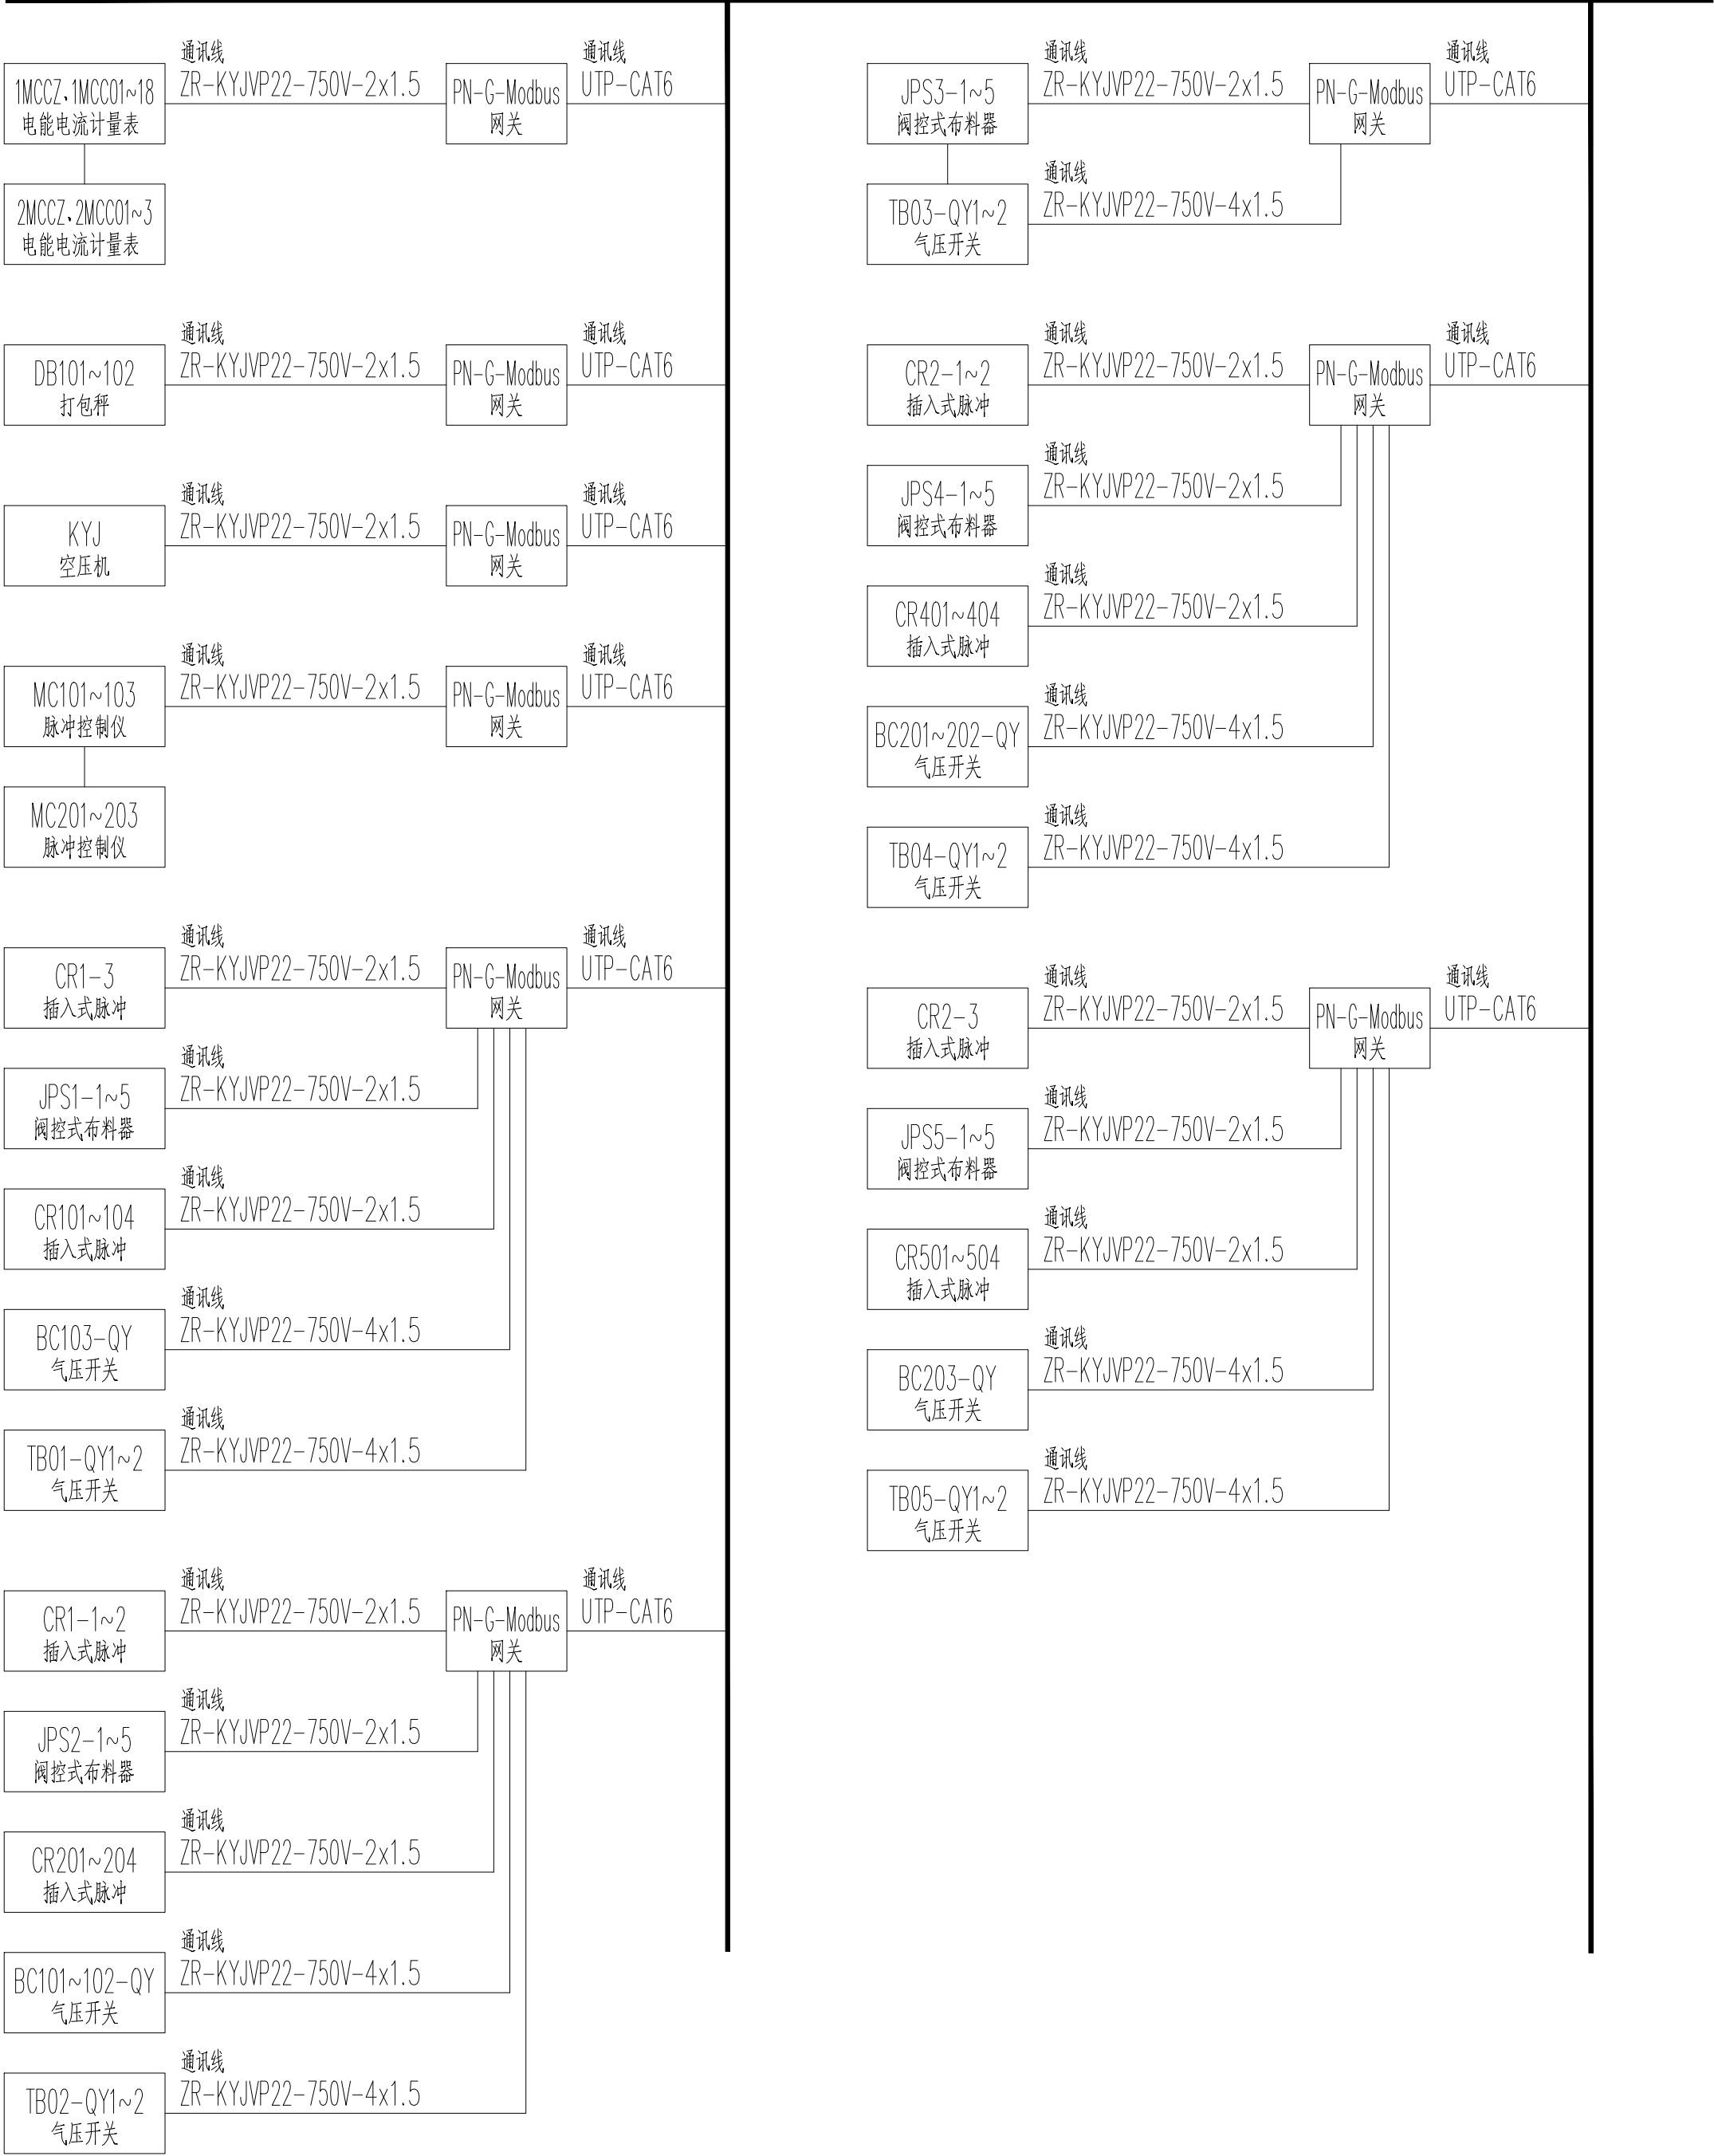 通讯线
ZR-KYJVP22-750V-2x1.5
通讯线
UTP-CAT6
1MCCZ、1MCC01~18
电能电流计量表
PN-G-Modbus
网关
2MCCZ、2MCC01~3
电能电流计量表
通讯线
ZR-KYJVP22-750V-2x1.5
通讯线
UTP-CAT6
DB101~102
打包秤
PN-G-Modbus
网关
通讯线
ZR-KYJVP22-750V-2x1.5
通讯线
UTP-CAT6
KYJ
空压机
PN-G-Modbus
网关
通讯线
ZR-KYJVP22-750V-2x1.5
通讯线
UTP-CAT6
MC101~103
脉冲控制仪
PN-G-Modbus
网关
MC201~203
脉冲控制仪
通讯线
ZR-KYJVP22-750V-2x1.5
通讯线
UTP-CAT6
CR1-3
插入式脉冲
PN-G-Modbus
网关
通讯线
ZR-KYJVP22-750V-2x1.5
JPS1-1~5
阀控式布料器
通讯线
ZR-KYJVP22-750V-2x1.5
CR101~104
插入式脉冲
通讯线
ZR-KYJVP22-750V-4x1.5
BC103-QY
气压开关
通讯线
ZR-KYJVP22-750V-4x1.5
TB01-QY1~2
气压开关
通讯线
ZR-KYJVP22-750V-2x1.5
通讯线
UTP-CAT6
CR1-1~2
插入式脉冲
PN-G-Modbus
网关
通讯线
ZR-KYJVP22-750V-2x1.5
JPS2-1~5
阀控式布料器
通讯线
ZR-KYJVP22-750V-2x1.5
CR201~204
插入式脉冲
通讯线
ZR-KYJVP22-750V-4x1.5
BC101~102-QY
气压开关
通讯线
ZR-KYJVP22-750V-4x1.5
TB02-QY1~2
气压开关
通讯线
ZR-KYJVP22-750V-2x1.5
通讯线
UTP-CAT6
JPS3-1~5
阀控式布料器
PN-G-Modbus
网关
通讯线
ZR-KYJVP22-750V-4x1.5
TB03-QY1~2
气压开关
通讯线
ZR-KYJVP22-750V-2x1.5
通讯线
UTP-CAT6
CR2-1~2
插入式脉冲
PN-G-Modbus
网关
通讯线
ZR-KYJVP22-750V-2x1.5
JPS4-1~5
阀控式布料器
通讯线
ZR-KYJVP22-750V-2x1.5
CR401~404
插入式脉冲
通讯线
ZR-KYJVP22-750V-4x1.5
BC201~202-QY
气压开关
通讯线
ZR-KYJVP22-750V-4x1.5
TB04-QY1~2
气压开关
通讯线
ZR-KYJVP22-750V-2x1.5
通讯线
UTP-CAT6
CR2-3
插入式脉冲
PN-G-Modbus
网关
通讯线
ZR-KYJVP22-750V-2x1.5
JPS5-1~5
阀控式布料器
通讯线
ZR-KYJVP22-750V-2x1.5
CR501~504
插入式脉冲
通讯线
ZR-KYJVP22-750V-4x1.5
BC203-QY
气压开关
通讯线
ZR-KYJVP22-750V-4x1.5
TB05-QY1~2
气压开关